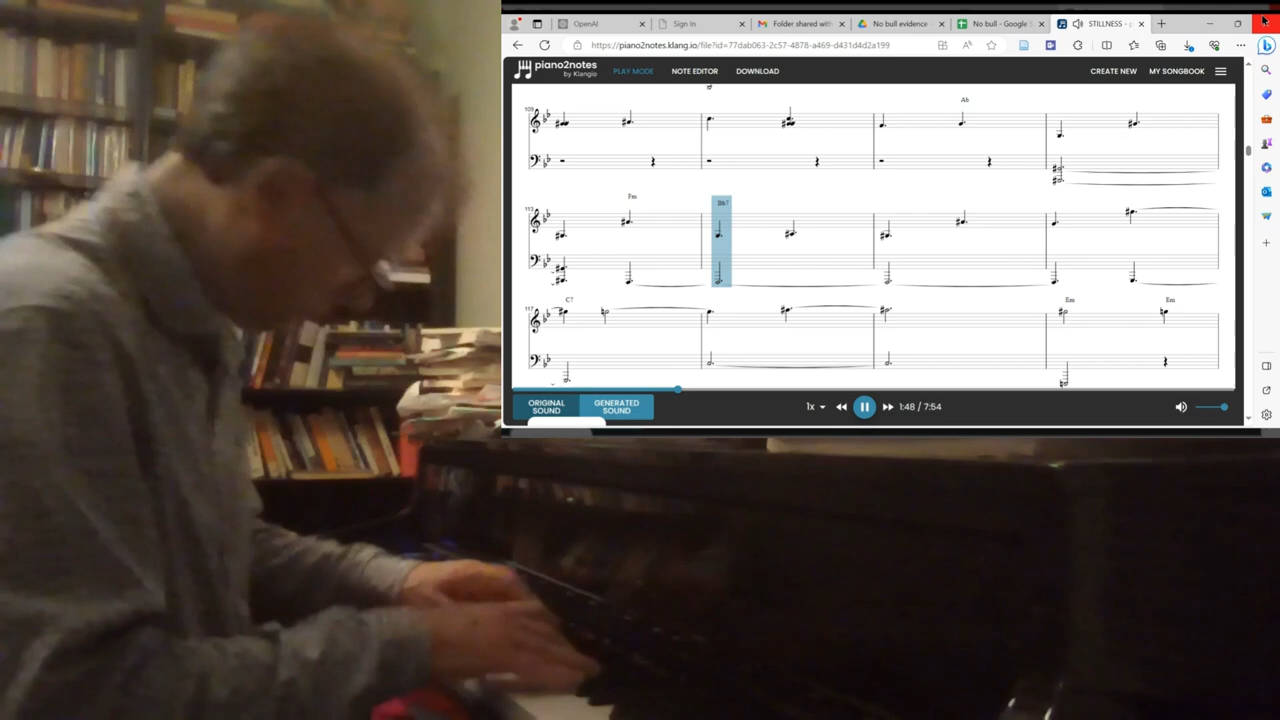 OpenAI
Sign In
Folder shared with
No bull evidence -
No bull - Google S
STILLNESS - p
https://piano2notes.klang.io/file?id=77dab063-2c57-4878-a469-d431d4d2a199
piano2notes
by Klangio
PLAY MODE
NOTE EDITOR
DOWNLOAD
CREATE NEW
MY SONGBOOK
109
Ab
113
Fm
Bb7
117
C7
Em
Em
ORIGINAL SOUND
GENERATED SOUND
1x
1:48 / 7:54